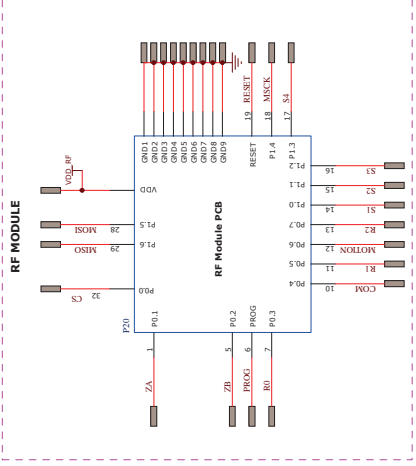 RESET
MSCK
S4
19
18
17
GND1
GND2
GND3
GND4
GND5
GND6
GND7
GND8
GND9
RESET
P1.4
P1.3
VDD_RF
VDD
MOSI
28
P1.5
MISO
29
P1.6
CS
32
P0.0
P1.2
16
S3
P1.1
15
S2
P1.0
14
S1
P0.7
13
R2
P0.6
12
MOTION
P0.5
11
R1
P0.4
10
COM
RF MODULE
RF Module PCB
P20
P0.1
P0.2
PROG
P0.3
1
5
6
7
ZA
ZB
PROG
R0